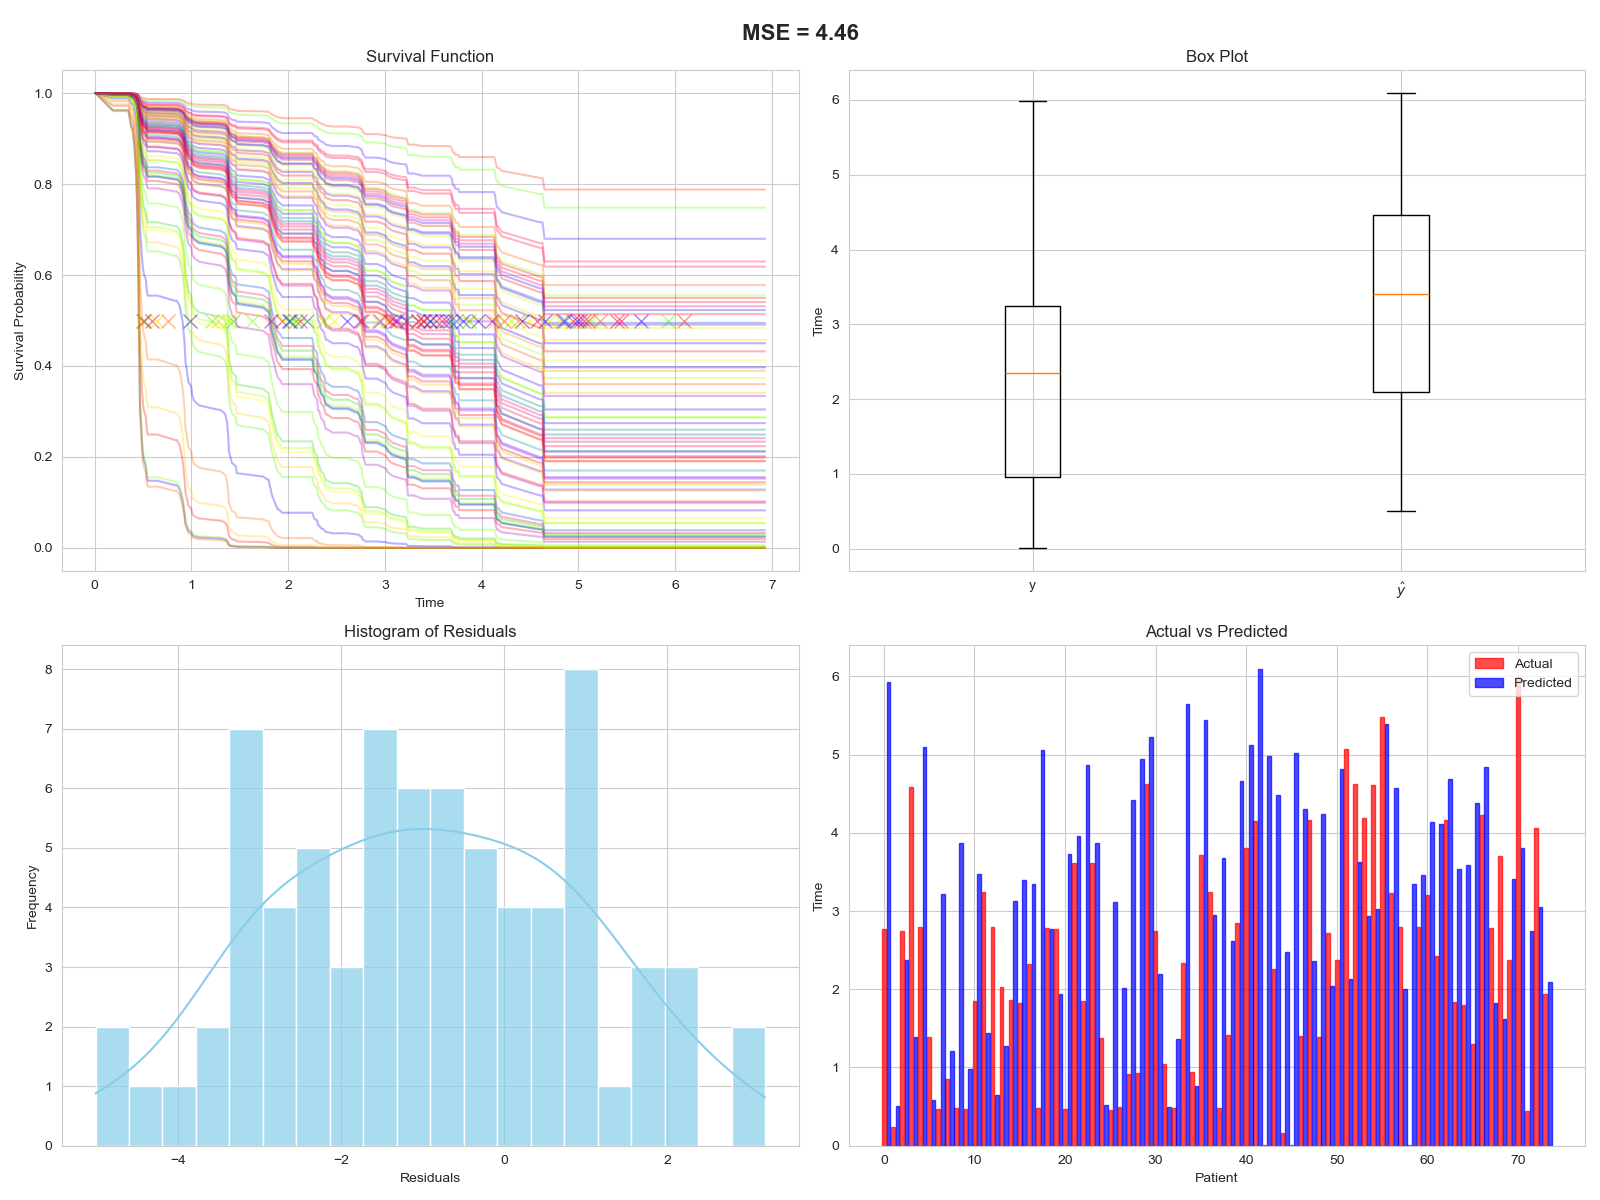 MSE = 4.46
Survival Function
Survival Probability
1.0
0.8
0.6
0.4
0.2
0.0
0 1 2 3 4 5 6 7
Time
Box Plot
Time
6
5
4
3
2
1
0
y ŷ
Histogram of Residuals
Frequency
8
7
6
5
4
3
2
1
0
−4 −2 0 2
Residuals
Actual vs Predicted
Actual
Predicted
Time
6
5
4
3
2
1
0
0 10 20 30 40 50 60 70
Patient